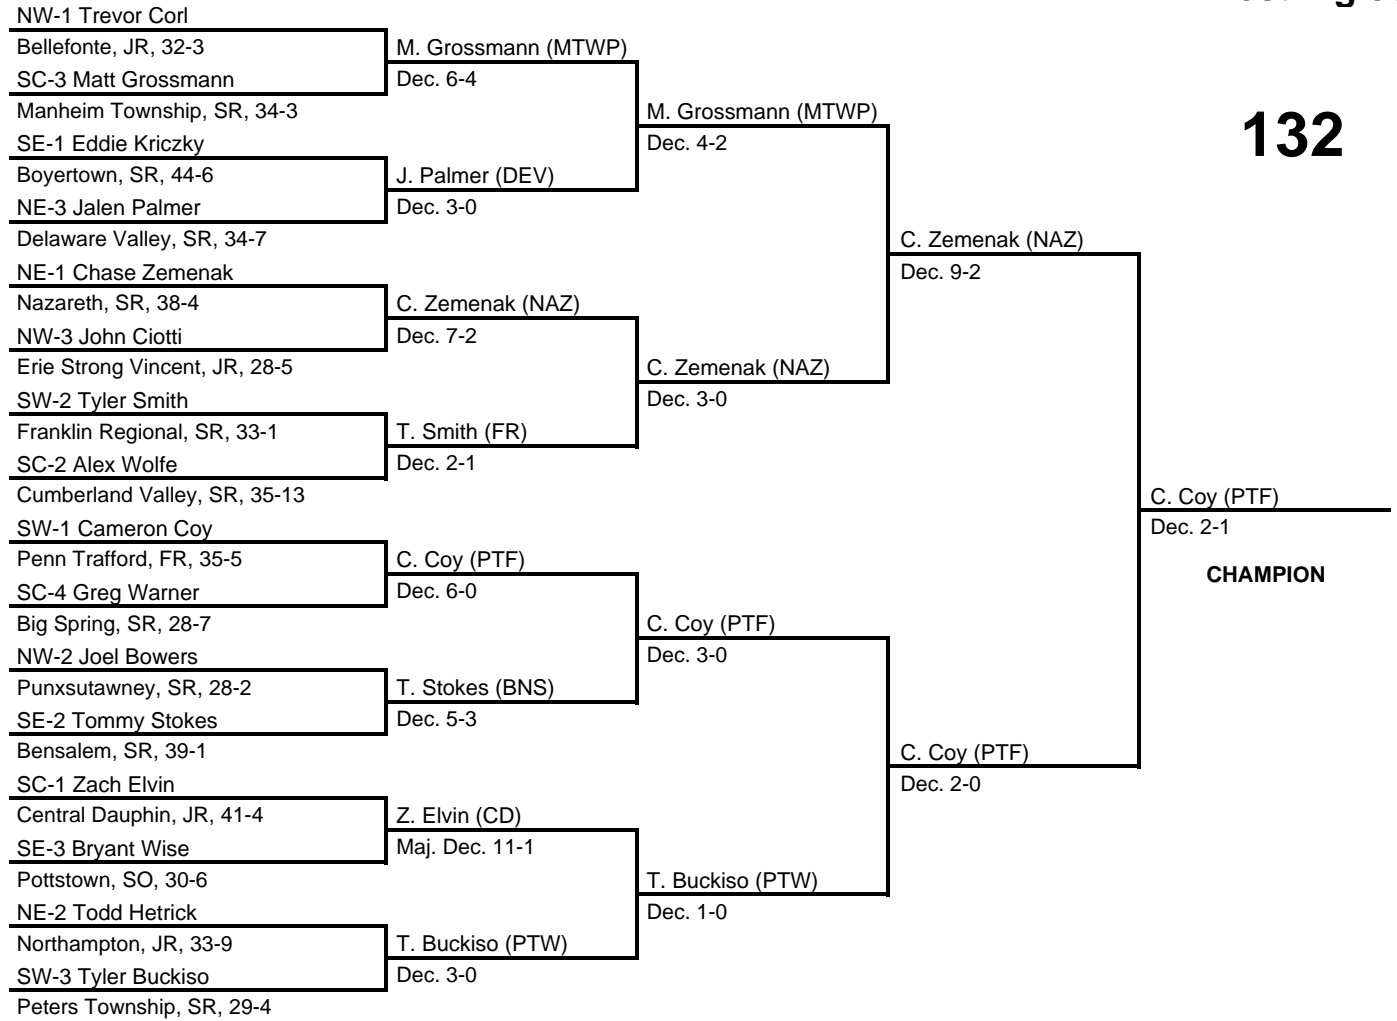 NW-1 Trevor Corl
Bellefonte, JR, 32-3
SC-3 Matt Grossmann
Manheim Township, SR, 34-3
SE-1 Eddie Kriczky
Boyertown, SR, 44-6
NE-3 Jalen Palmer
Delaware Valley, SR, 34-7
NE-1 Chase Zemenak
Nazareth, SR, 38-4
NW-3 John Ciotti
Erie Strong Vincent, JR, 28-5
SW-2 Tyler Smith
Franklin Regional, SR, 33-1
SC-2 Alex Wolfe
Cumberland Valley, SR, 35-13
SW-1 Cameron Coy
Penn Trafford, FR, 35-5
SC-4 Greg Warner
Big Spring, SR, 28-7
NW-2 Joel Bowers
Punxsutawney, SR, 28-2
SE-2 Tommy Stokes
Bensalem, SR, 39-1
SC-1 Zach Elvin
Central Dauphin, JR, 41-4
SE-3 Bryant Wise
Pottstown, SO, 30-6
NE-2 Todd Hetrick
Northampton, JR, 33-9
SW-3 Tyler Buckiso
Peters Township, SR, 29-4
M. Grossmann (MTWP)
Dec. 6-4
J. Palmer (DEV)
Dec. 3-0
C. Zemenak (NAZ)
Dec. 7-2
T. Smith (FR)
Dec. 2-1
C. Coy (PTF)
Dec. 6-0
T. Stokes (BNS)
Dec. 5-3
Z. Elvin (CD)
Maj. Dec. 11-1
T. Buckiso (PTW)
Dec. 3-0
M. Grossmann (MTWP)
Dec. 4-2
C. Zemenak (NAZ)
Dec. 3-0
C. Coy (PTF)
Dec. 3-0
T. Buckiso (PTW)
Dec. 1-0
C. Zemenak (NAZ)
Dec. 9-2
C. Coy (PTF)
Dec. 2-0
132
C. Coy (PTF)
Dec. 2-1
CHAMPION